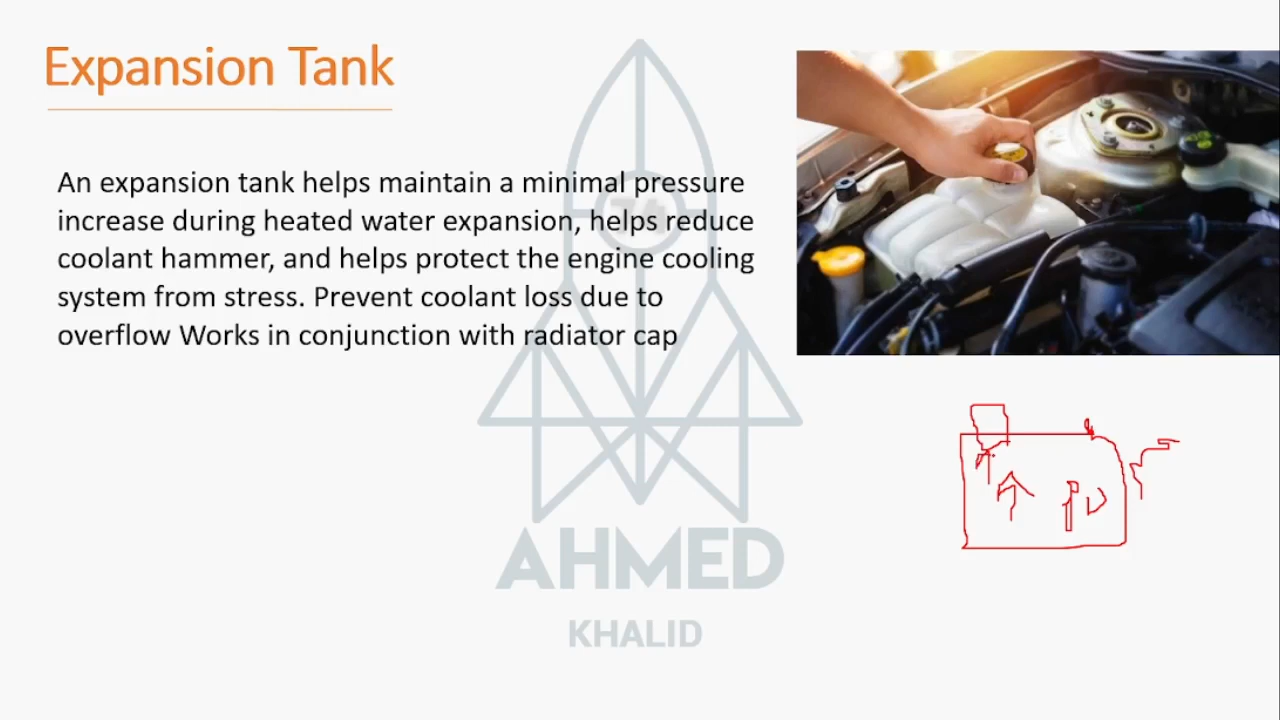 Expansion Tank
An expansion tank helps maintain a minimal pressure
increase during heated water expansion, helps reduce
coolant hammer, and helps protect the engine cooling
system from stress. Prevent coolant loss due to
overflow Works in conjunction with radiator cap
AHMED
KHALID